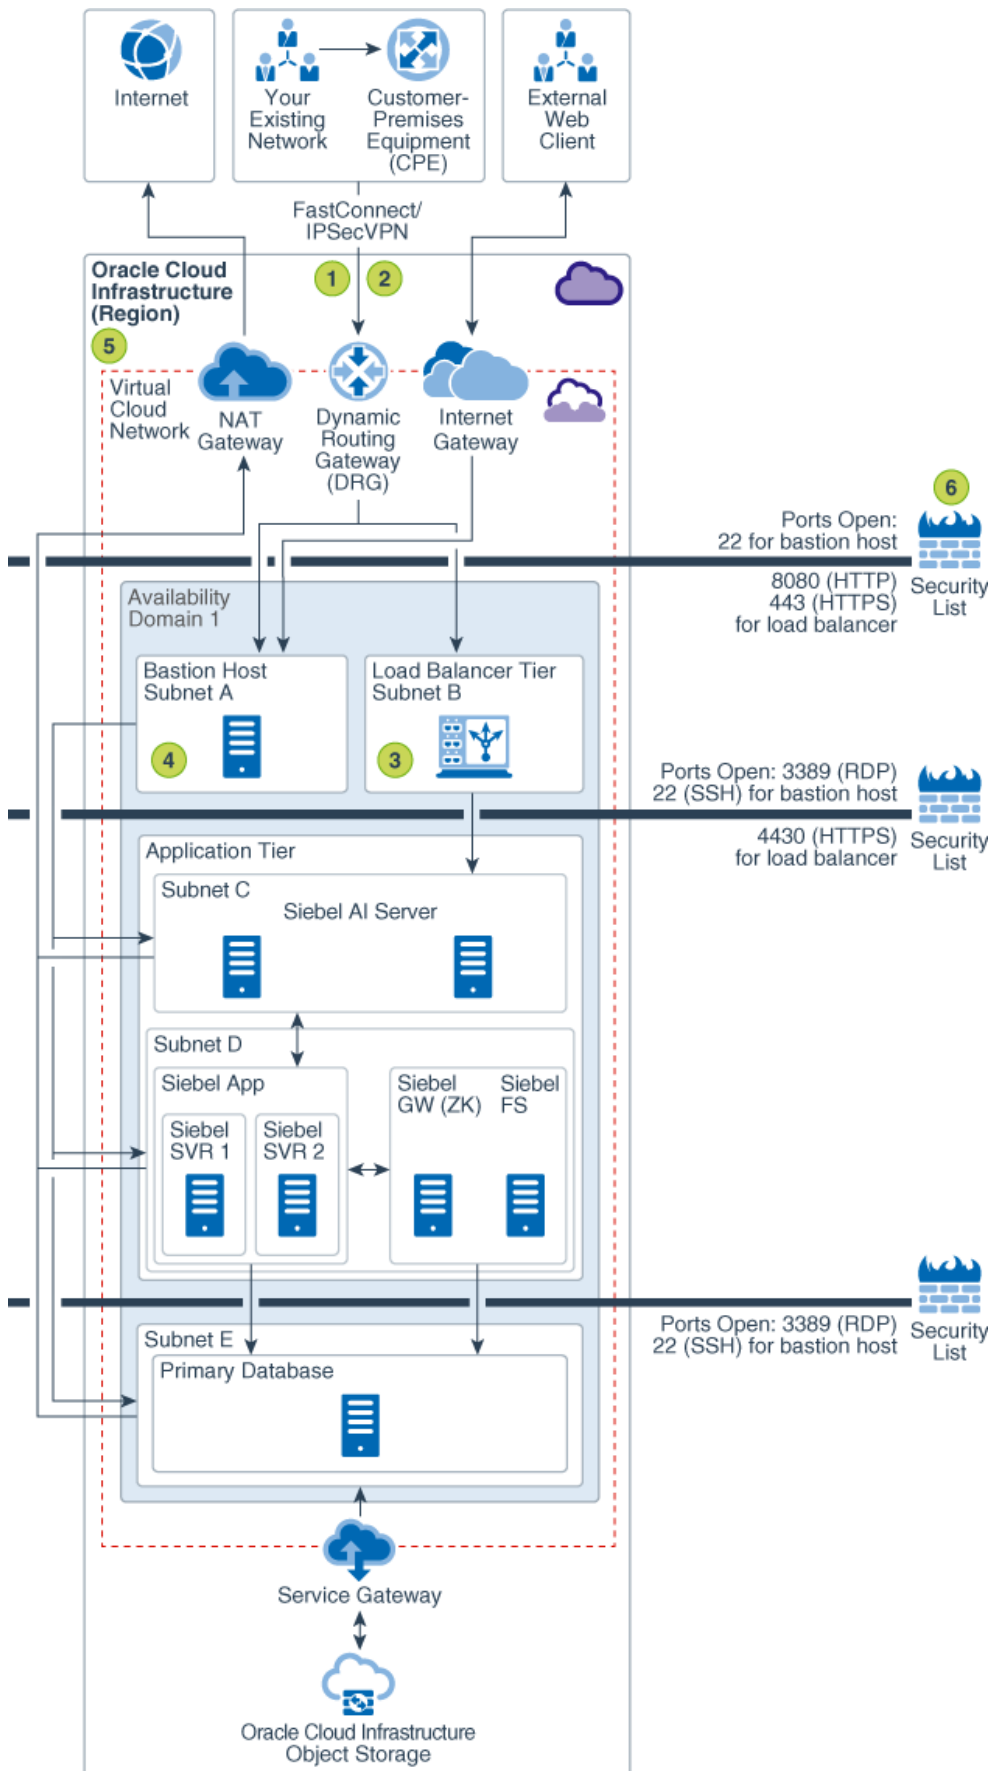 Internet
Your
Existing
Network
Customer-
Premises
Equipment
(CPE)
External
Web
Client
FastConnect/
IPSecVPN
Oracle Cloud
Infrastructure
(Region)
1
2
5
Virtual
Cloud
Network
NAT
Gateway
Dynamic
Routing
Gateway
(DRG)
Internet
Gateway
6
Ports Open:
22 for bastion host
8080 (HTTP)
443 (HTTPS)
for load balancer
Security
List
Availability
Domain 1
Bastion Host
Subnet A
4
Load Balancer Tier
Subnet B
3
Ports Open: 3389 (RDP)
22 (SSH) for bastion host
4430 (HTTPS)
for load balancer
Security
List
Application Tier
Subnet C
Siebel AI Server
Subnet D
Siebel App
Siebel
SVR 1
Siebel
SVR 2
Siebel
GW (ZK)
Siebel
FS
Ports Open: 3389 (RDP)
22 (SSH) for bastion host
Security
List
Subnet E
Primary Database
Service Gateway
Oracle Cloud Infrastructure
Object Storage